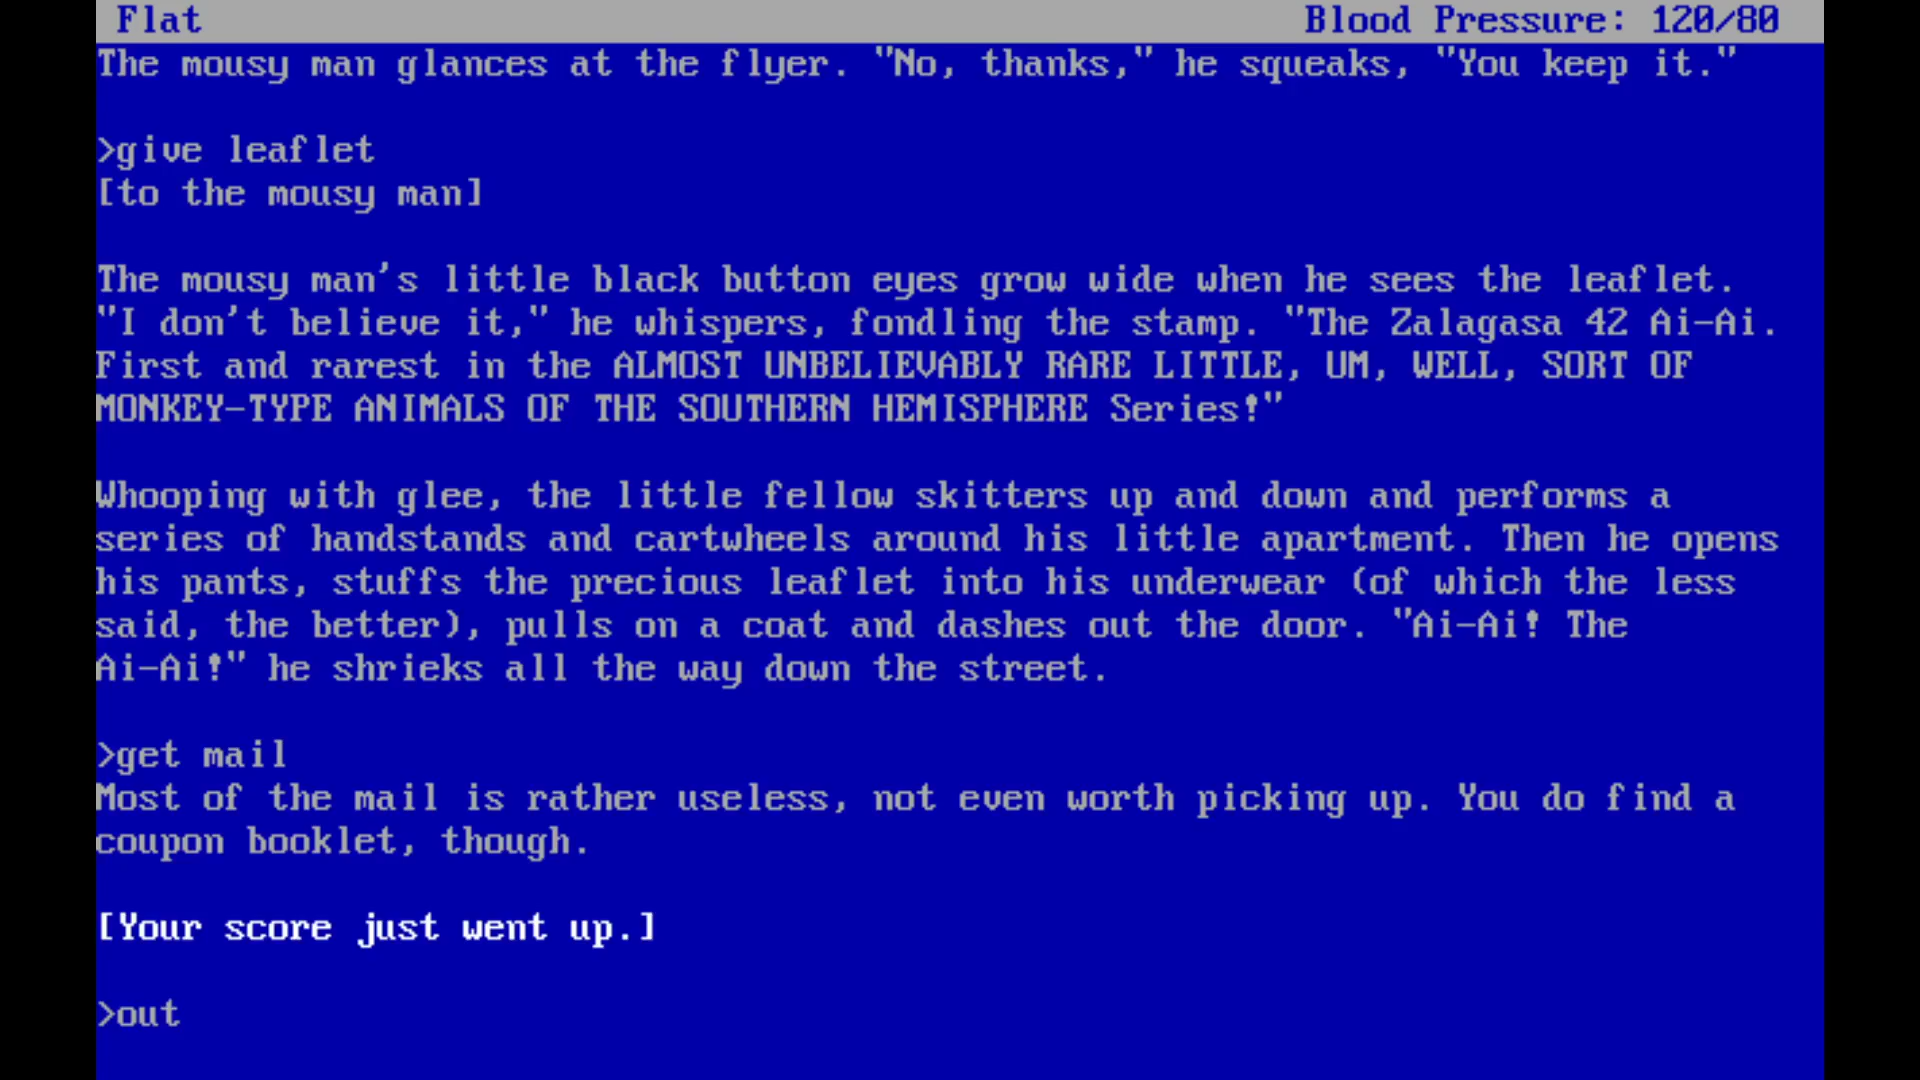 Flat Blood Pressure: 120/80
The mousy man glances at the flyer. "No, thanks," he squeaks, "You keep it."
>give leaflet
[to the mousy man]
The mousy man's little black button eyes grow wide when he sees the leaflet.
"I don't believe it," he whispers, fondling the stamp. "The Zalagasa 42 Ai-Ai.
First and rarest in the ALMOST UNBELIEVABLY RARE LITTLE, UM, WELL, SORT OF
MONKEY-TYPE ANIMALS OF THE SOUTHERN HEMISPHERE Series!"
Whooping with glee, the little fellow skitters up and down and performs a
series of handstands and cartwheels around his little apartment. Then he opens
his pants, stuffs the precious leaflet into his underwear (of which the less
said, the better), pulls on a coat and dashes out the door. "Ai-Ai! The
Ai-Ai!" he shrieks all the way down the street.
>get mail
Most of the mail is rather useless, not even worth picking up. You do find a
coupon booklet, though.
[Your score just went up.]
>out